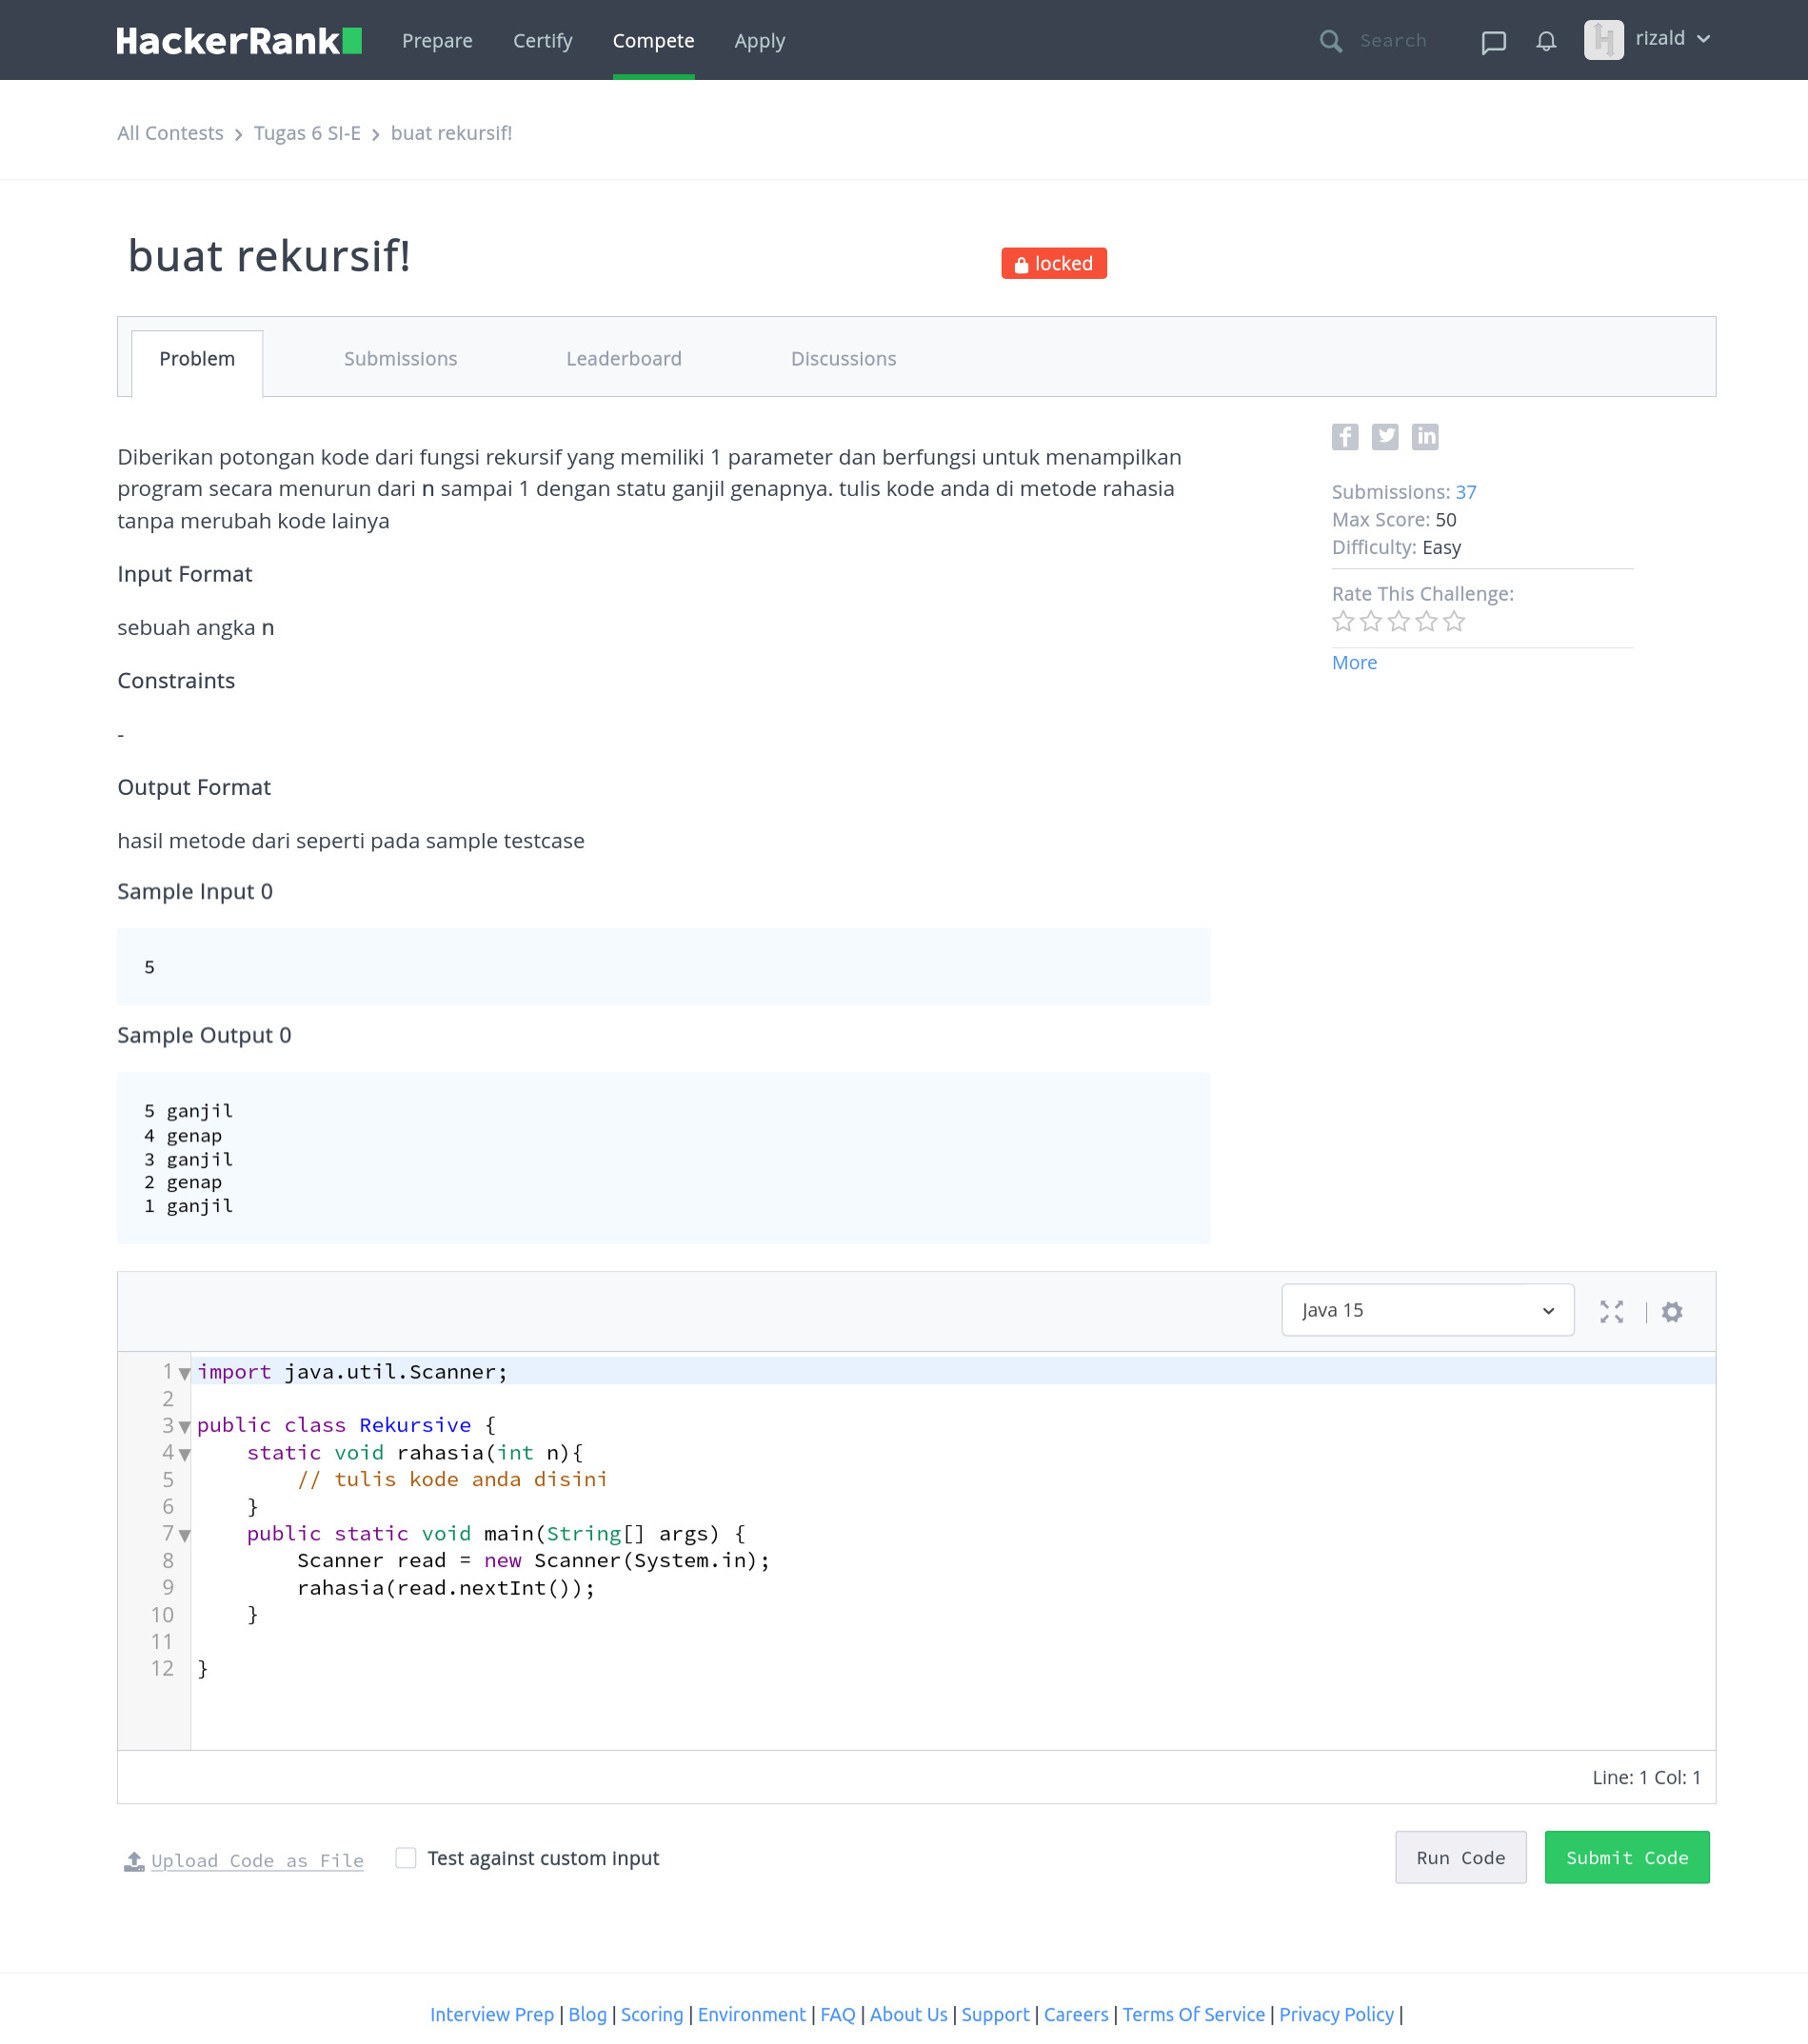 HackerRank Prepare Certify Compete Apply Search rizald
All Contests > Tugas 6 SI-E > buat rekursif!
buat rekursif!
locked
Problem Submissions Leaderboard Discussions
Diberikan potongan kode dari fungsi rekursif yang memiliki 1 parameter dan berfungsi untuk menampilkan
program secara menurun dari n sampai 1 dengan statu ganjil genapnya. tulis kode anda di metode rahasia
tanpa merubah kode lainya
Input Format
sebuah angka n
Constraints
-
Output Format
hasil metode dari seperti pada sample testcase
Sample Input 0
5
Sample Output 0
5 ganjil
4 genap
3 ganjil
2 genap
1 ganjil
Submissions: 37
Max Score: 50
Difficulty: Easy
Rate This Challenge:
More
Java 15
1 import java.util.Scanner;
2
3 public class Rekursive {
4     static void rahasia(int n){
5         // tulis kode anda disini
6     }
7     public static void main(String[] args) {
8         Scanner read = new Scanner(System.in);
9         rahasia(read.nextInt());
10     }
11
12 }
Line: 1 Col: 1
Upload Code as File Test against custom input Run Code Submit Code
Interview Prep | Blog | Scoring | Environment | FAQ | About Us | Support | Careers | Terms Of Service | Privacy Policy |